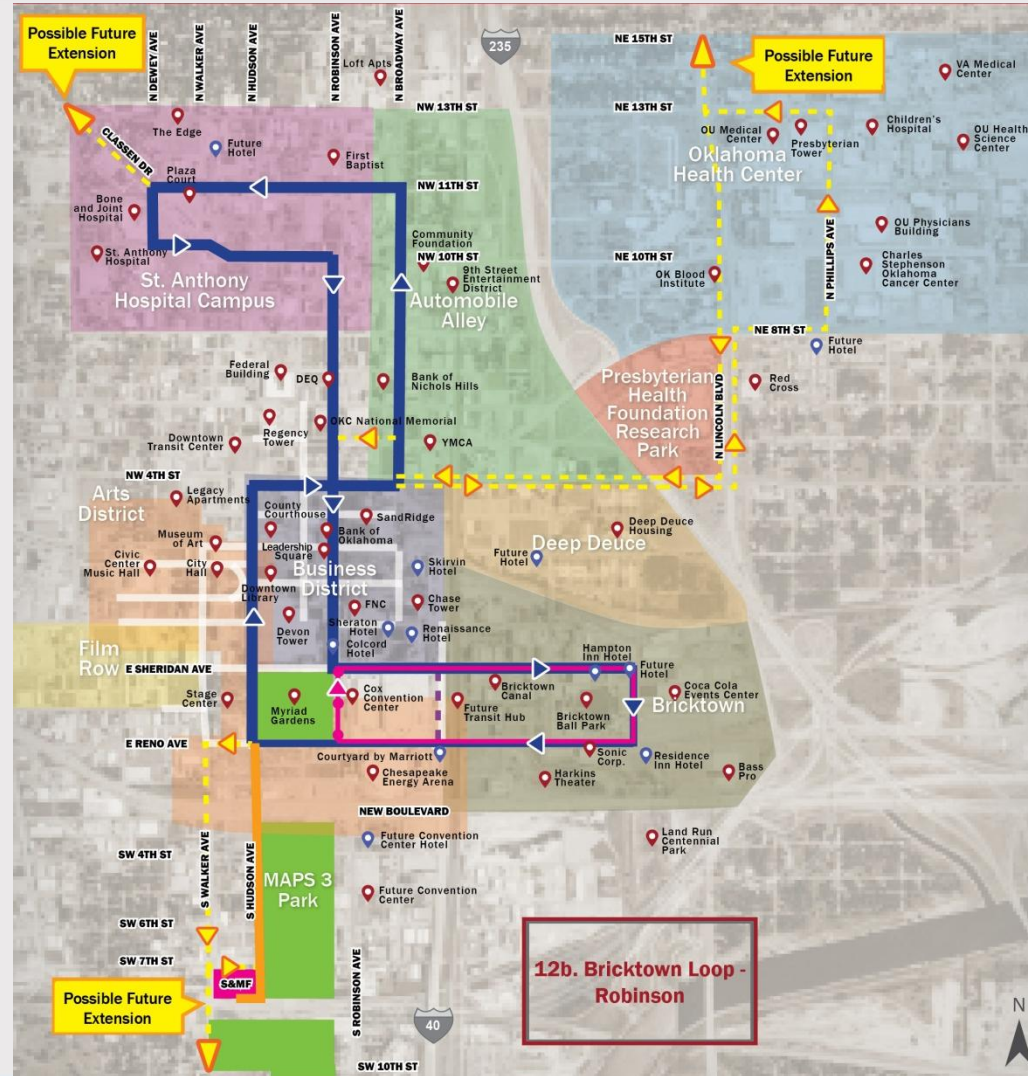 Possible Future
Extension
N DEWEY AVE
N WALKER AVE
N HUDSON AVE
N ROBINSON AVE
N BROADWAY AVE
Loft Apts
235
NE 15TH ST
Possible Future
Extension
VA Medical
Center
NW 13TH ST
NE 13TH ST
The Edge
Future
Hotel
CLASSEN DR
First
Baptist
OU Medical
Center
Presbyterian
Tower
Children's
Hospital
OU Health
Science
Center
Oklahoma
Health Center
Plaza
Court
NW 11TH ST
Bone
and Joint
Hospital
N PHILLIPS AVE
OU Physicians
Building
Community
Foundation
NW 10TH ST
NE 10TH ST
St. Anthony
Hospital
St. Anthony
Hospital Campus
9th Street
Entertainment
District
Automobile
Alley
OK Blood
Institute
Charles
Stephenson
Oklahoma
Cancer Center
NE 8TH ST
Future
Hotel
Federal
Building
DEQ
Bank of
Nichols Hills
Presbyterian
Health
Foundation
Research
Park
N LINCOLN BLVD
Red
Cross
OKC National Memorial
Regency
Tower
Downtown
Transit Center
YMCA
NW 4TH ST
Arts
District
Legacy
Apartments
County
Courthouse
SandRidge
Bank of
Oklahoma
Deep Deuce
Housing
Deep Deuce
Museum
of Art
Leadership
Square
Future
Hotel
Civic
Center
Music Hall
City
Hall
Business
District
Skirvin
Hotel
Downtown
Library
FNC
Chase
Tower
Devon
Tower
Sheraton
Hotel
Renaissance
Hotel
Colcord
Hotel
Film
Row
E SHERIDAN AVE
Hampton
Inn Hotel
Future
Hotel
Stage
Center
Myriad
Gardens
Cox
Convention
Center
Bricktown
Canal
Future
Transit Hub
Bricktown
Ball Park
Coca Cola
Events Center
Bricktown
E RENO AVE
Courtyard by Marriott
Sonic
Corp.
Residence
Inn Hotel
Chesapeake
Energy Arena
Harkins
Theater
Bass
Pro
NEW BOULEVARD
Future Convention
Center Hotel
Land Run
Centennial
Park
SW 4TH ST
S WALKER AVE
S HUDSON AVE
MAPS 3
Park
Future Convention
Center
SW 6TH ST
SW 7TH ST
S&MF
Possible Future
Extension
S ROBINSON AVE
40
12b. Bricktown Loop -
Robinson
N
SW 10TH ST